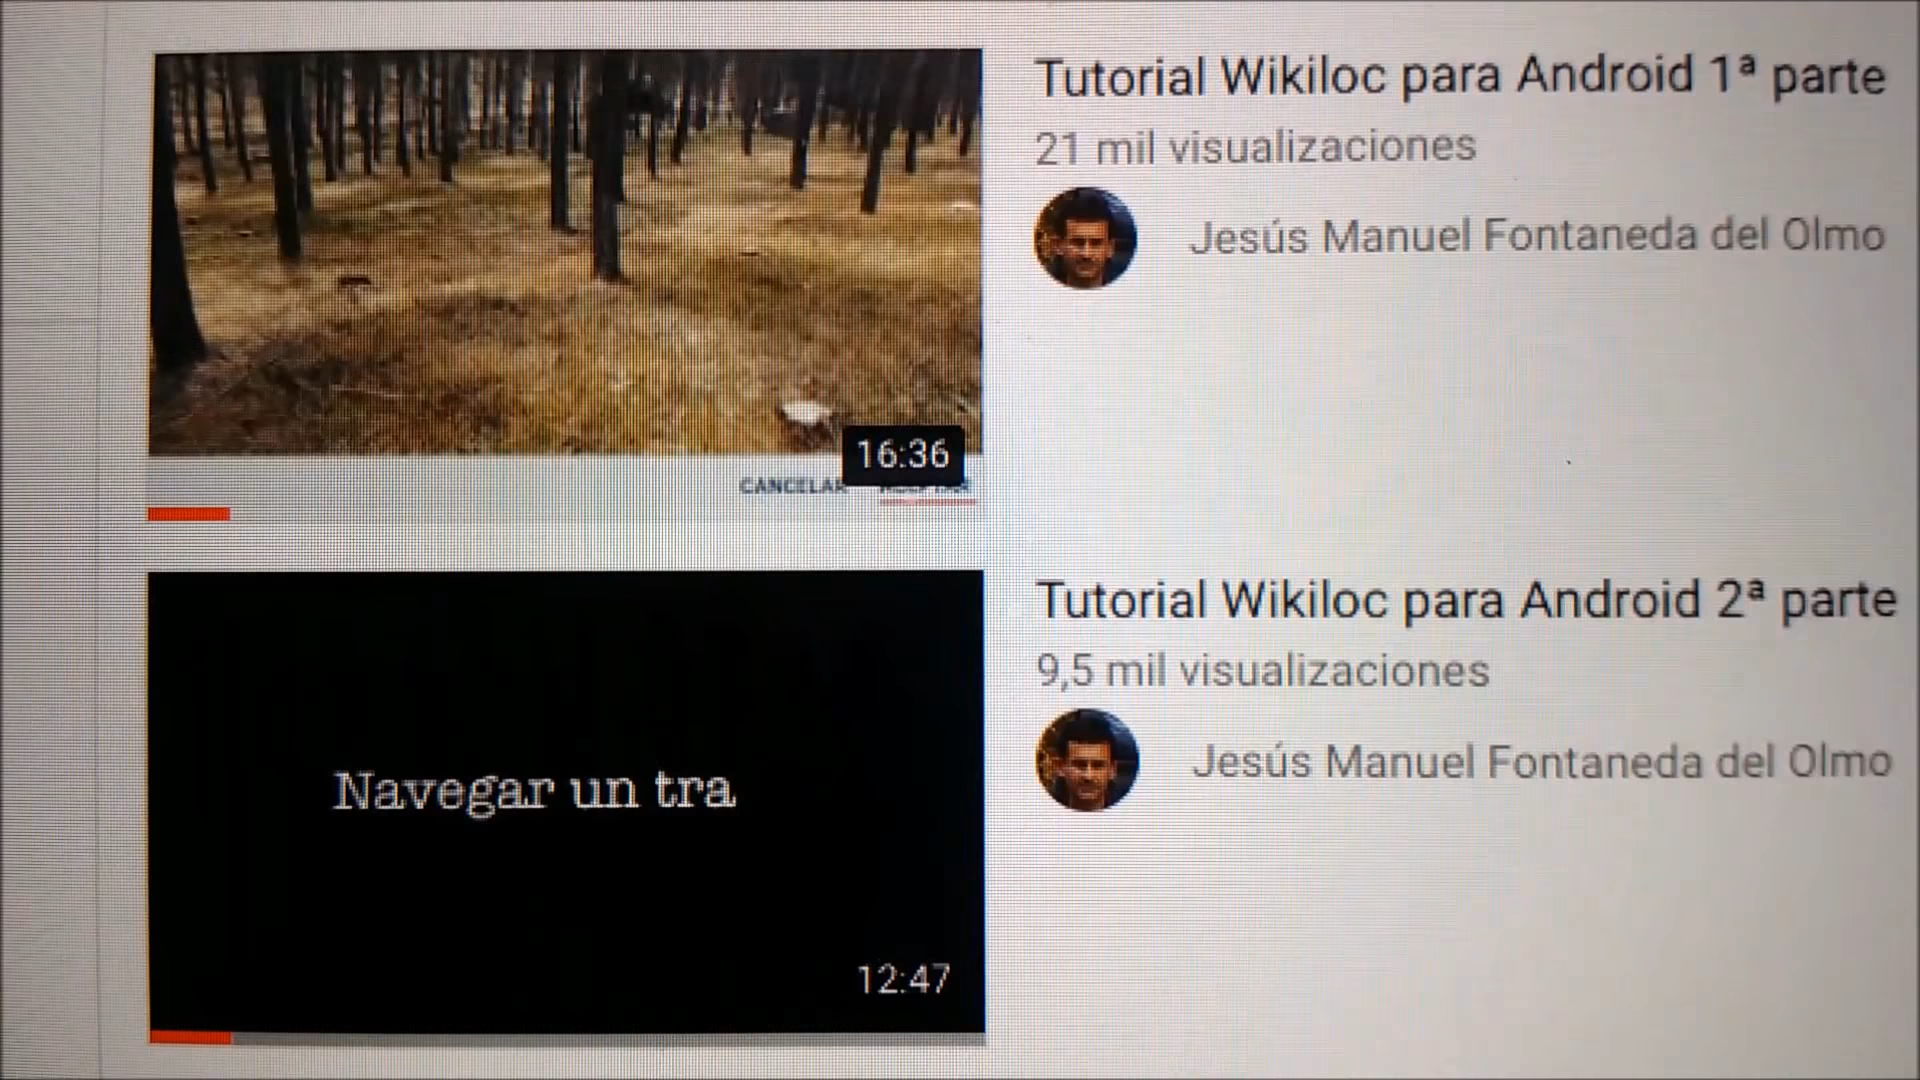 Tutorial Wikiloc para Android 1ª parte
21 mil visualizaciones
Jesús Manuel Fontaneda del Olmo
16:36
CANCELAR
Tutorial Wikiloc para Android 2ª parte
9,5 mil visualizaciones
Jesús Manuel Fontaneda del Olmo
Navegar un tra
12:47